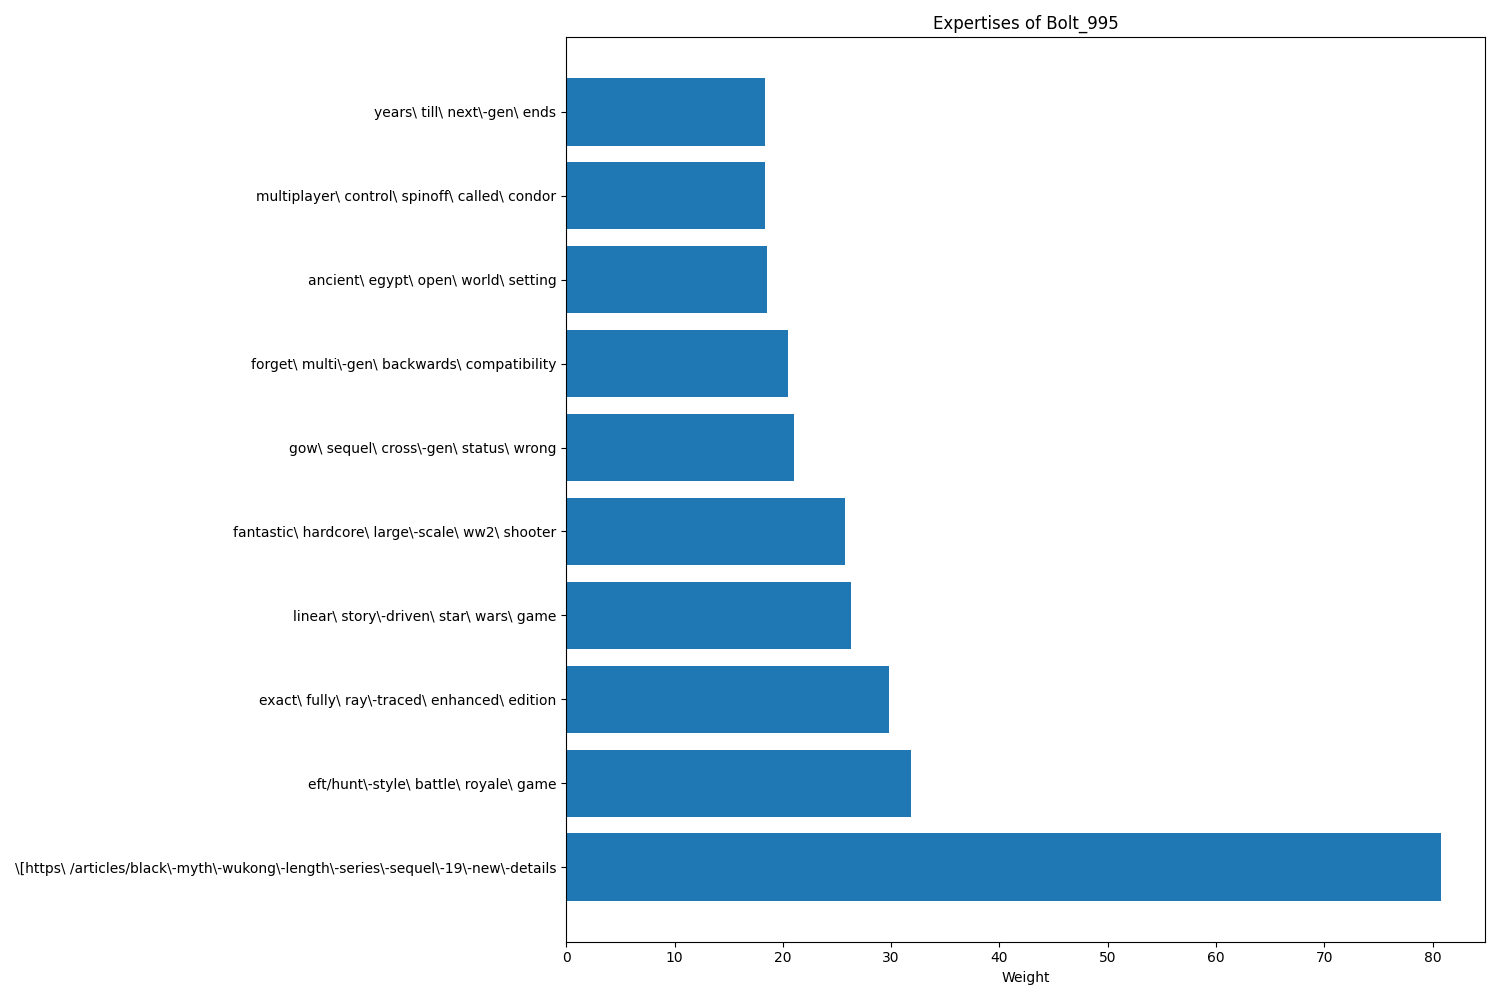 Expertises of Bolt_995
years\ till\ next\-gen\ ends
multiplayer\ control\ spinoff\ called\ condor
ancient\ egypt\ open\ world\ setting
forget\ multi\-gen\ backwards\ compatibility
gow\ sequel\ cross\-gen\ status\ wrong
fantastic\ hardcore\ large\-scale\ ww2\ shooter
linear\ story\-driven\ star\ wars\ game
exact\ fully\ ray\-traced\ enhanced\ edition
eft/hunt\-style\ battle\ royale\ game
\[https\ /articles/black\-myth\-wukong\-length\-series\-sequel\-19\-new\-details
0 10 20 30 40 50 60 70 80
Weight